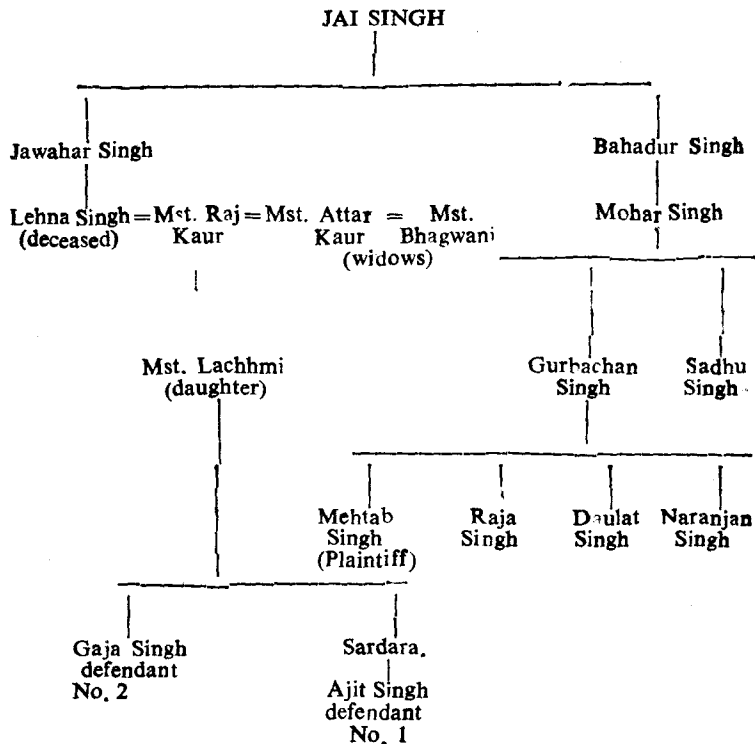 JAI SINGH
Jawahar Singh Bahadur Singh
Lehna Singh = Mst. Raj = Mst. Attar = Mst. Mohar Singh
(deceased) Kaur Kaur Bhagwani
(widows)
Mst. Lachhmi Gurbachan Sadhu
(daughter) Singh Singh
Mehtab Raja Daulat Naranjan
Singh Singh Singh Singh
(Plaintiff)
Gaja Singh Sardara.
defendant
No. 2 Ajit Singh
defendant
No. 1